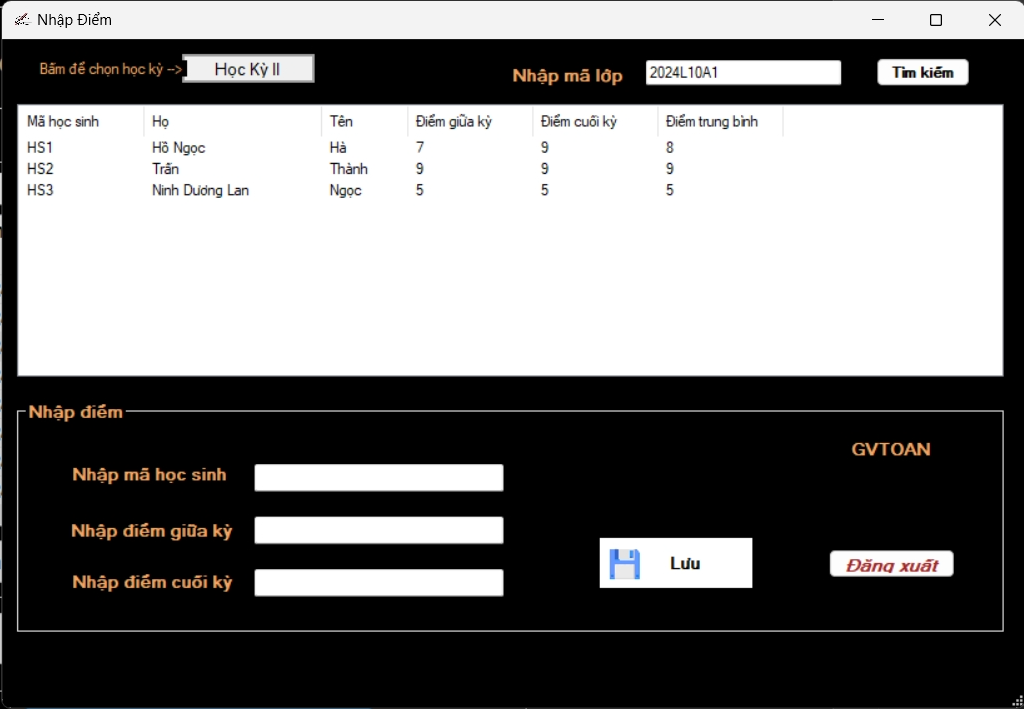 Nhập Điểm
Bấm để chọn học kỳ --> Học Kỳ II Nhập mã lớp 2024L10A1 Tìm kiếm
Mã học sinh Họ Tên Điểm giữa kỳ Điểm cuối kỳ Điểm trung bình
HS1 Hồ Ngọc Hà 7 9 8
HS2 Trấn Thành 9 9 9
HS3 Ninh Dương Lan Ngọc 5 5 5
Nhập điểm
GVTOAN
Nhập mã học sinh
Nhập điểm giữa kỳ
Lưu Đăng xuất
Nhập điểm cuối kỳ